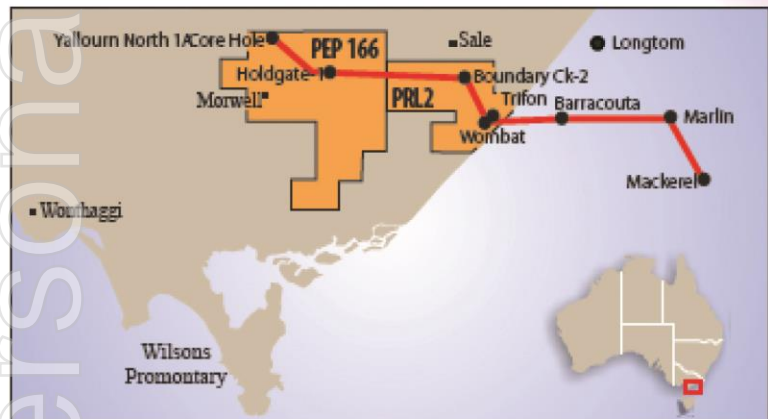 Yallourn North 1A Core Hole
PEP 166
Sale
Longtom
Holdgate-1
Boundary Ck-2
Morwell
PRL2
Trifon
Barracouta
Marlin
Wombat
Mackerel
Wonthaggi
Wilsons
Promontary
ersona